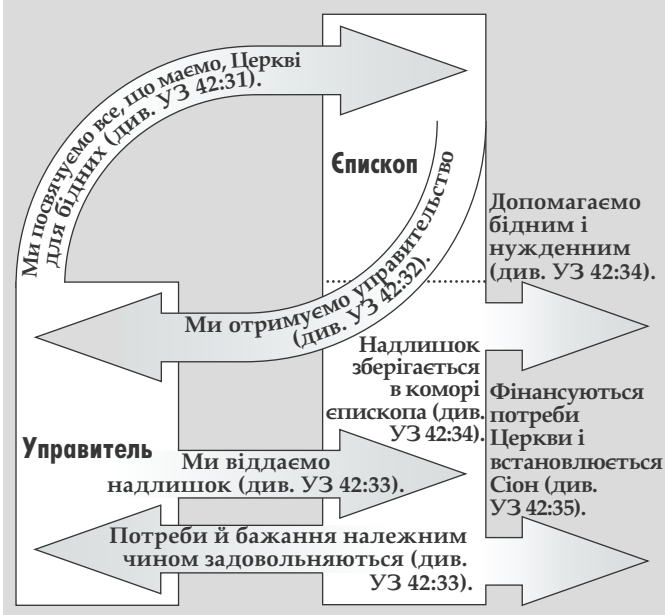 Ми посвячуємо все, що маємо, Церкві
для бідних (див. УЗ 42:31).
Єпископ
Ми отримуємо управительство
(див. УЗ 42:32).
Допомагаємо
бідним і
нужденним
(див. УЗ 42:34).
Надлишок
зберігається
в коморі
єпископа (див.
УЗ 42:34).
Фінансуються
потреби
Церкви і
встановлюється
Сіон (див.
УЗ 42:35).
Управитель
Ми віддаємо
надлишок (див. УЗ 42:33).
Потреби й бажання належним
чином задовольняються (див.
УЗ 42:33).